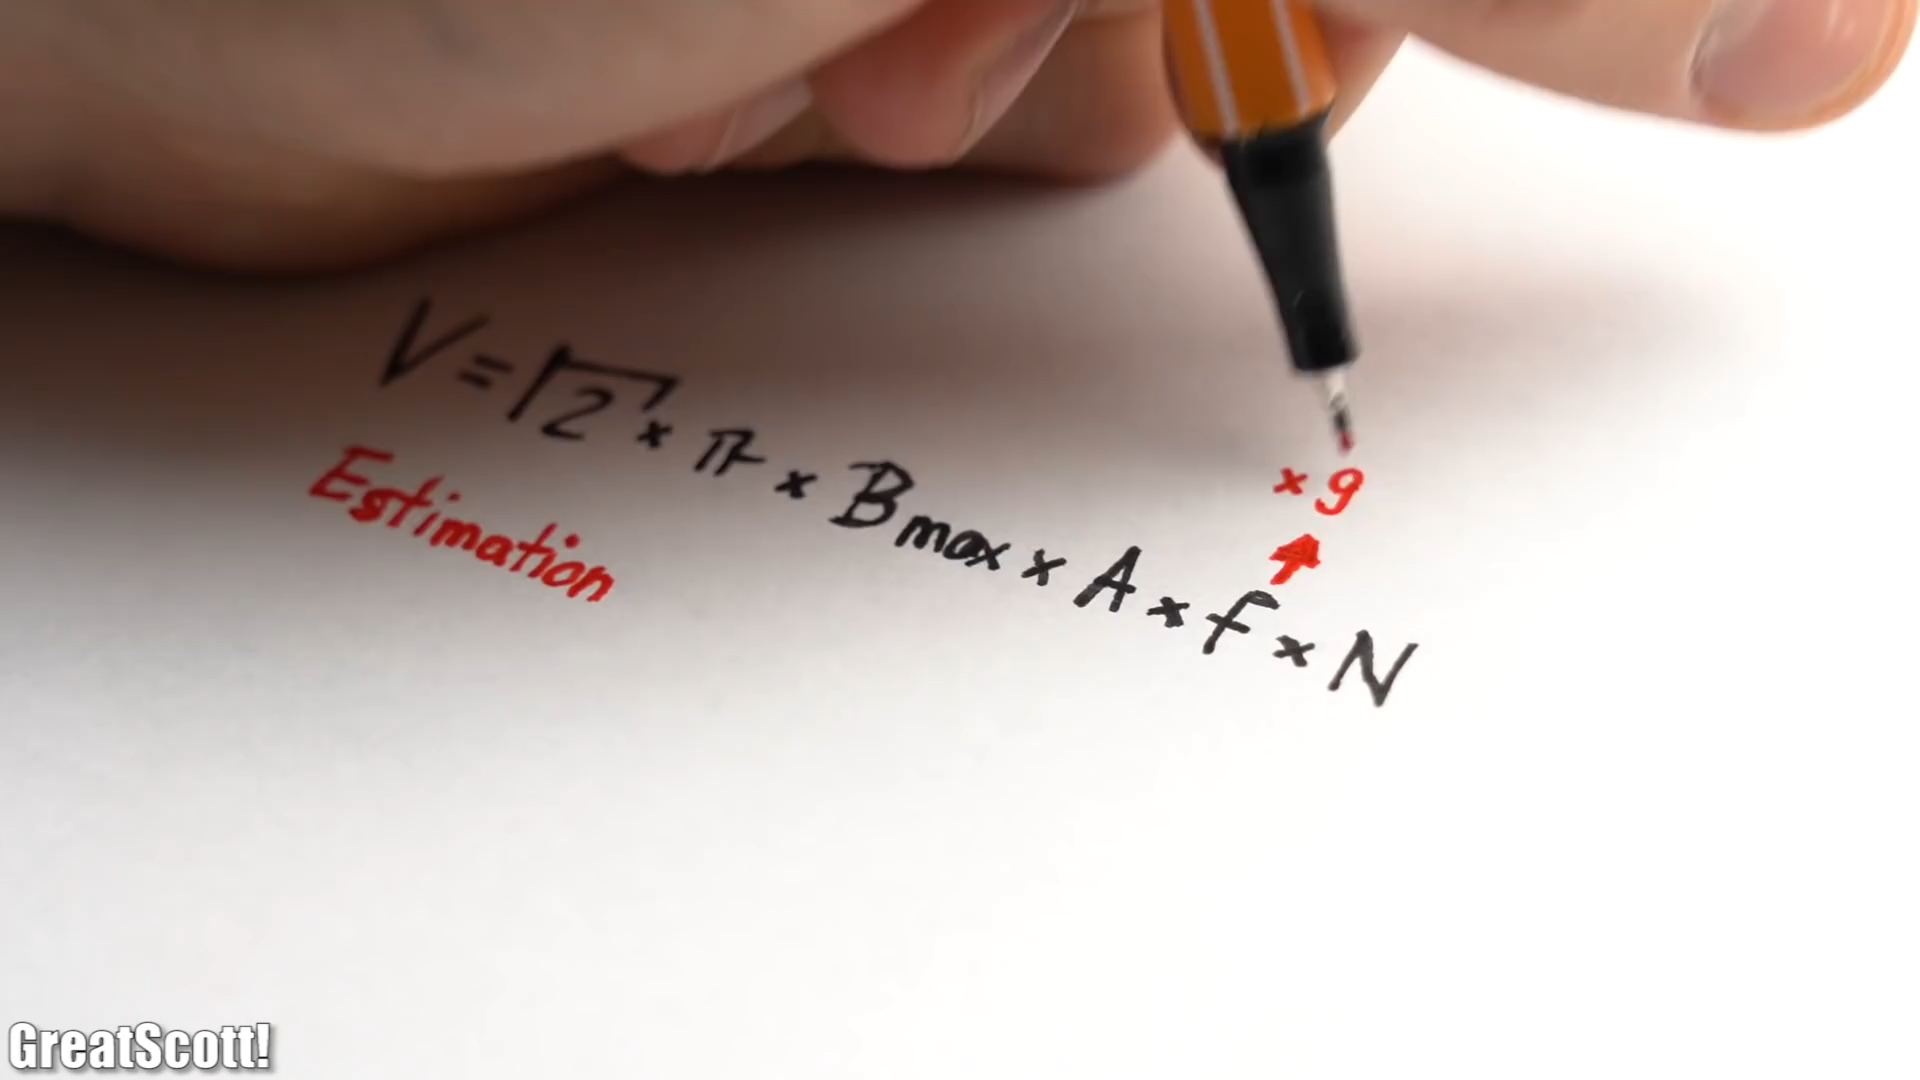 V = √2 × π × Bmax × A × f × N
× 9
Estimation
GreatScott!